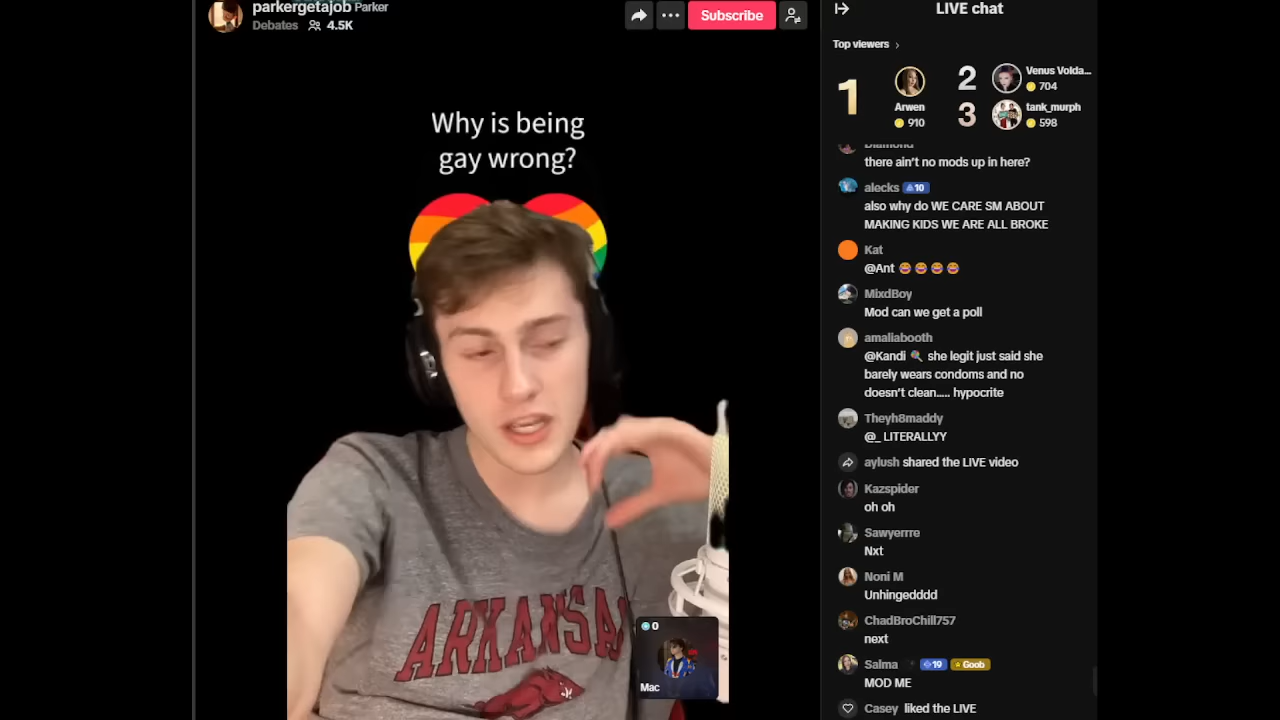 parkergetajob Parker
Debates 4.5K
Subscribe
Why is being
gay wrong?
ARKANSAS
0
Mac
LIVE chat
Top viewers
1
Arwen
910
2
Venus Volda...
704
3
tank_murph
598
Diamond
there ain't no mods up in here?
alecks 10
also why do WE CARE SM ABOUT
MAKING KIDS WE ARE ALL BROKE
Kat
@Ant 😂 😂 😂 😂
MixdBoy
Mod can we get a poll
amaliabooth
@Kandi 🍭 she legit just said she
barely wears condoms and no
doesn't clean..... hypocrite
Theyh8maddy
@_ LITERALLYY
aylush shared the LIVE video
Kazspider
oh oh
Sawyerrre
Nxt
Noni M
Unhingedddd
ChadBroChill757
next
Salma 19 Goob
MOD ME
Casey liked the LIVE